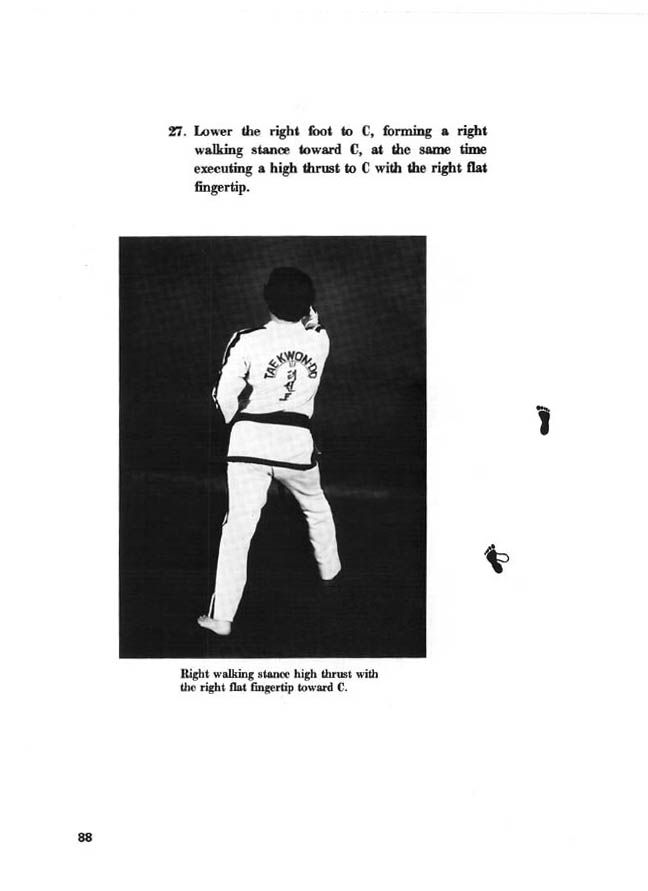 27. Lower the right foot to C, forming a right
walking stance toward C, at the same time
executing a high thrust to C with the right flat
fingertip.
TAEKWON-DO
Right walking stance high thrust with
the right flat fingertip toward C.
88